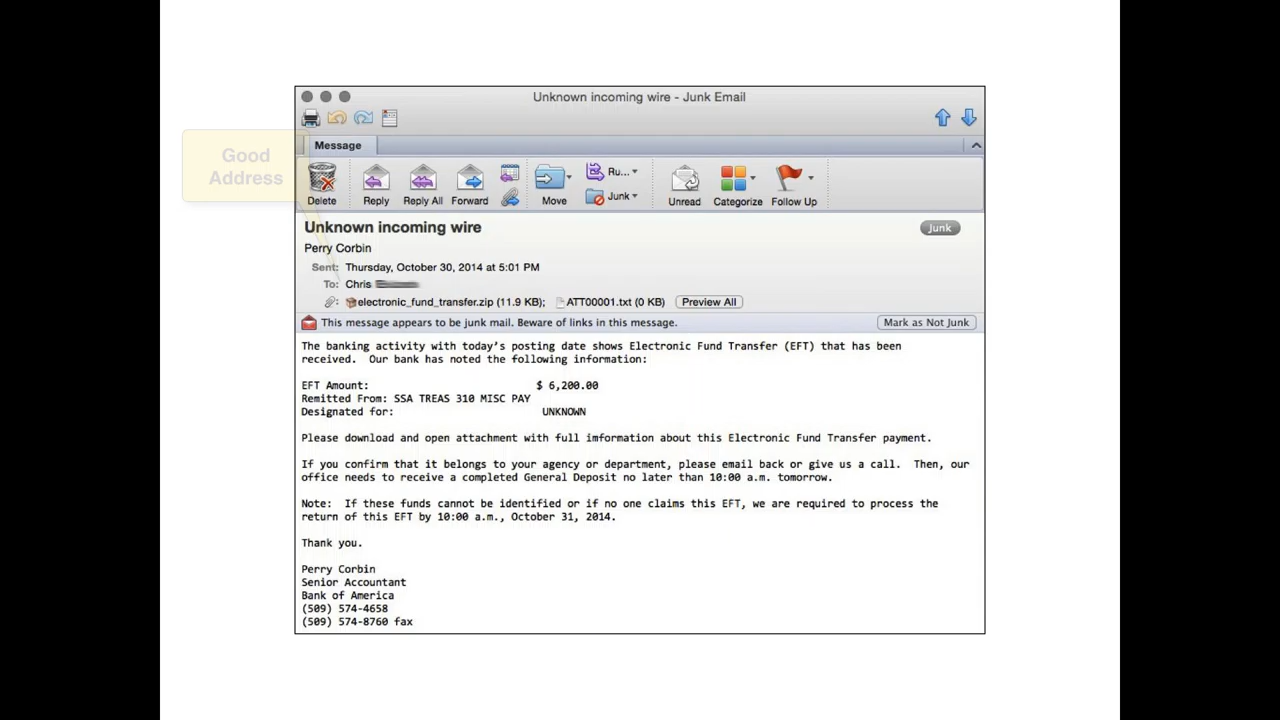 Unknown incoming wire - Junk Email
Message
Good
Address
Delete
Reply
Reply All
Forward
Move
Ru...
Junk
Unread
Categorize
Follow Up
Unknown incoming wire
Junk
Perry Corbin
Sent: Thursday, October 30, 2014 at 5:01 PM
To: Chris
electronic_fund_transfer.zip (11.9 KB); ATT00001.txt (0 KB) Preview All
This message appears to be junk mail. Beware of links in this message. Mark as Not Junk
The banking activity with today's posting date shows Electronic Fund Transfer (EFT) that has been
received. Our bank has noted the following information:
EFT Amount: $ 6,200.00
Remitted From: SSA TREAS 310 MISC PAY
Designated for: UNKNOWN
Please download and open attachment with full imformation about this Electronic Fund Transfer payment.
If you confirm that it belongs to your agency or department, please email back or give us a call. Then, our
office needs to receive a completed General Deposit no later than 10:00 a.m. tomorrow.
Note: If these funds cannot be identified or if no one claims this EFT, we are required to process the
return of this EFT by 10:00 a.m., October 31, 2014.
Thank you.
Perry Corbin
Senior Accountant
Bank of America
(509) 574-4658
(509) 574-8760 fax